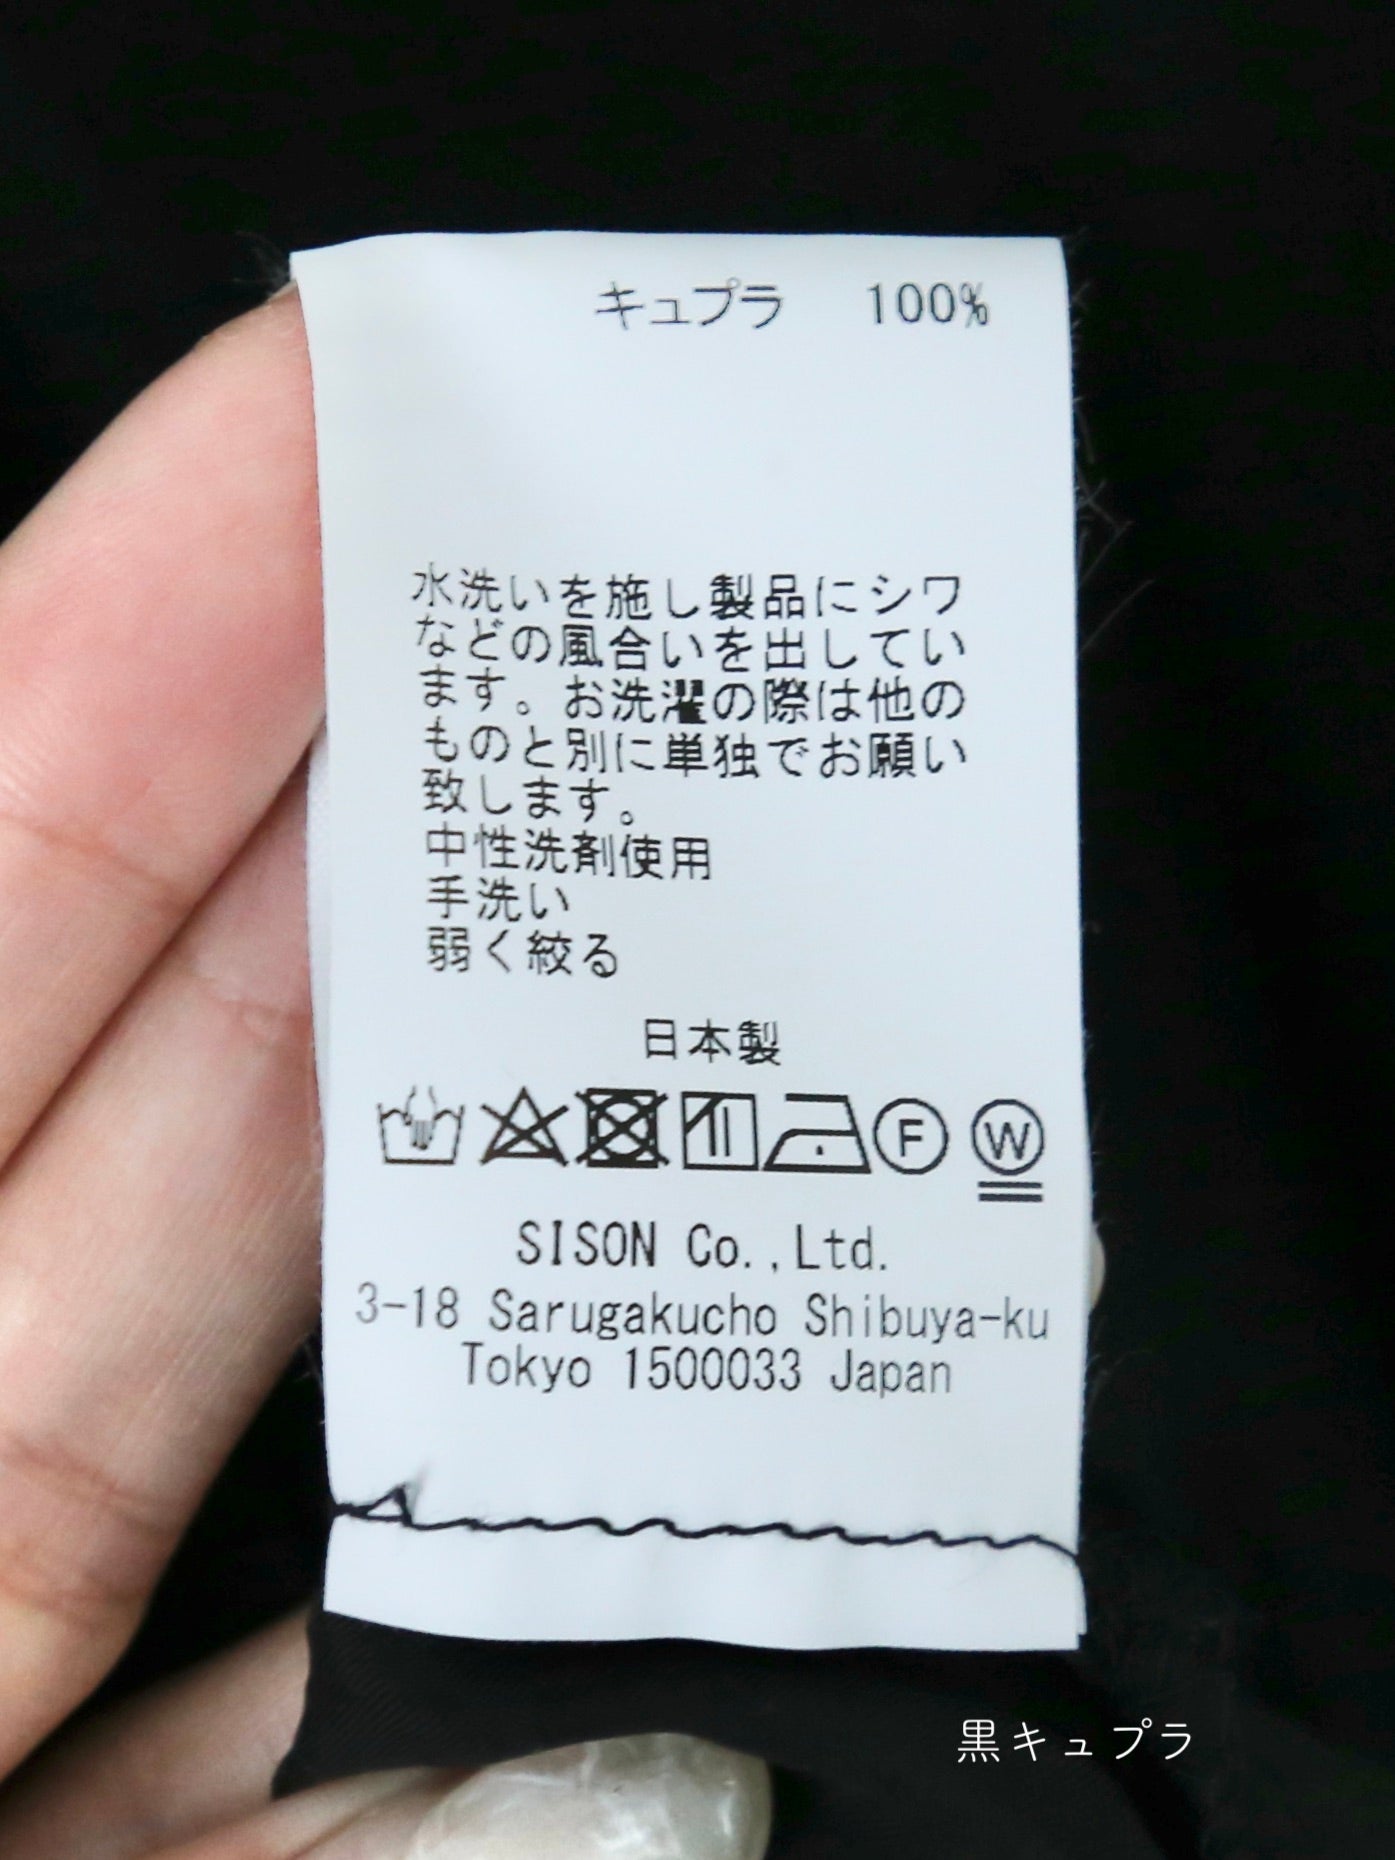 キュプラ 100%
水洗いを施し製品にシワ
などの風合いを出してい
ます。お洗濯の際は他の
ものと別に単独でお願い
致します。
中性洗剤使用
手洗い
弱く絞る
日本製
F W
SISON Co.,Ltd.
3-18 Sarugakucho Shibuya-ku
Tokyo 1500033 Japan
黒キュプラ